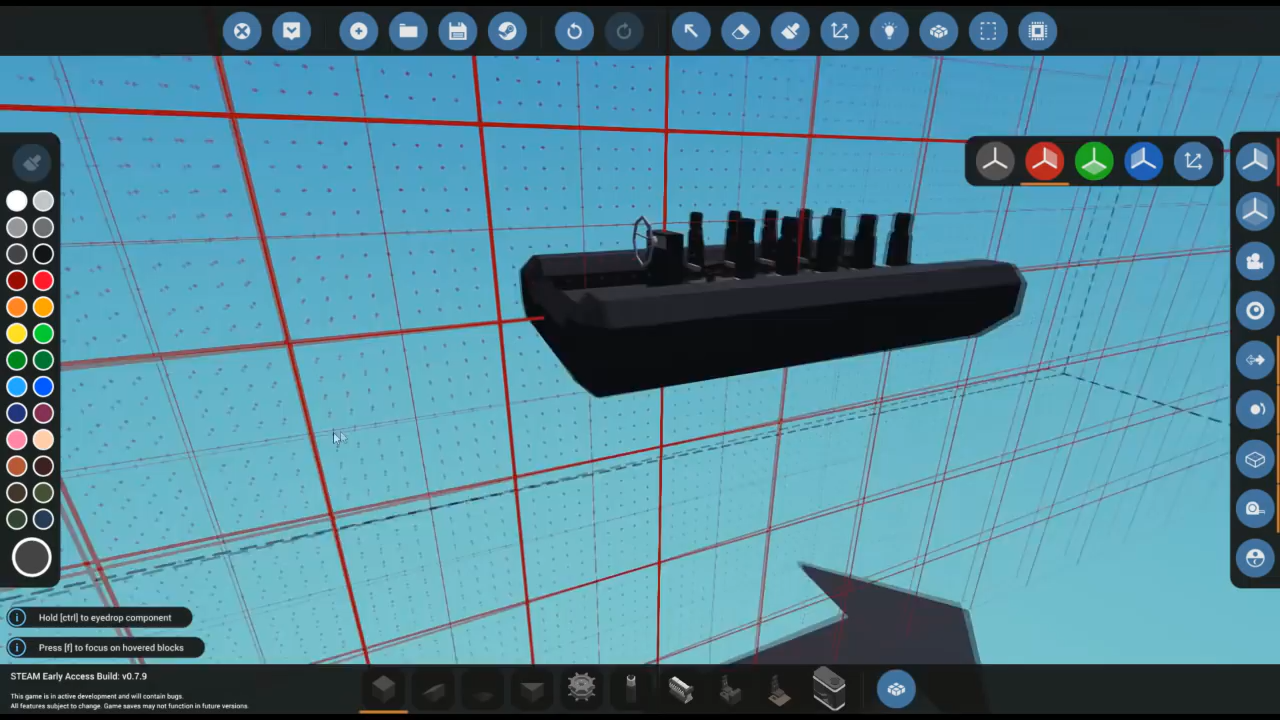 Hold [ctrl] to eyedrop component
Press [f] to focus on hovered blocks
STEAM Early Access Build: v0.7.9
This game is in active development and will contain bugs.
All features subject to change. Game saves may not function in future versions.